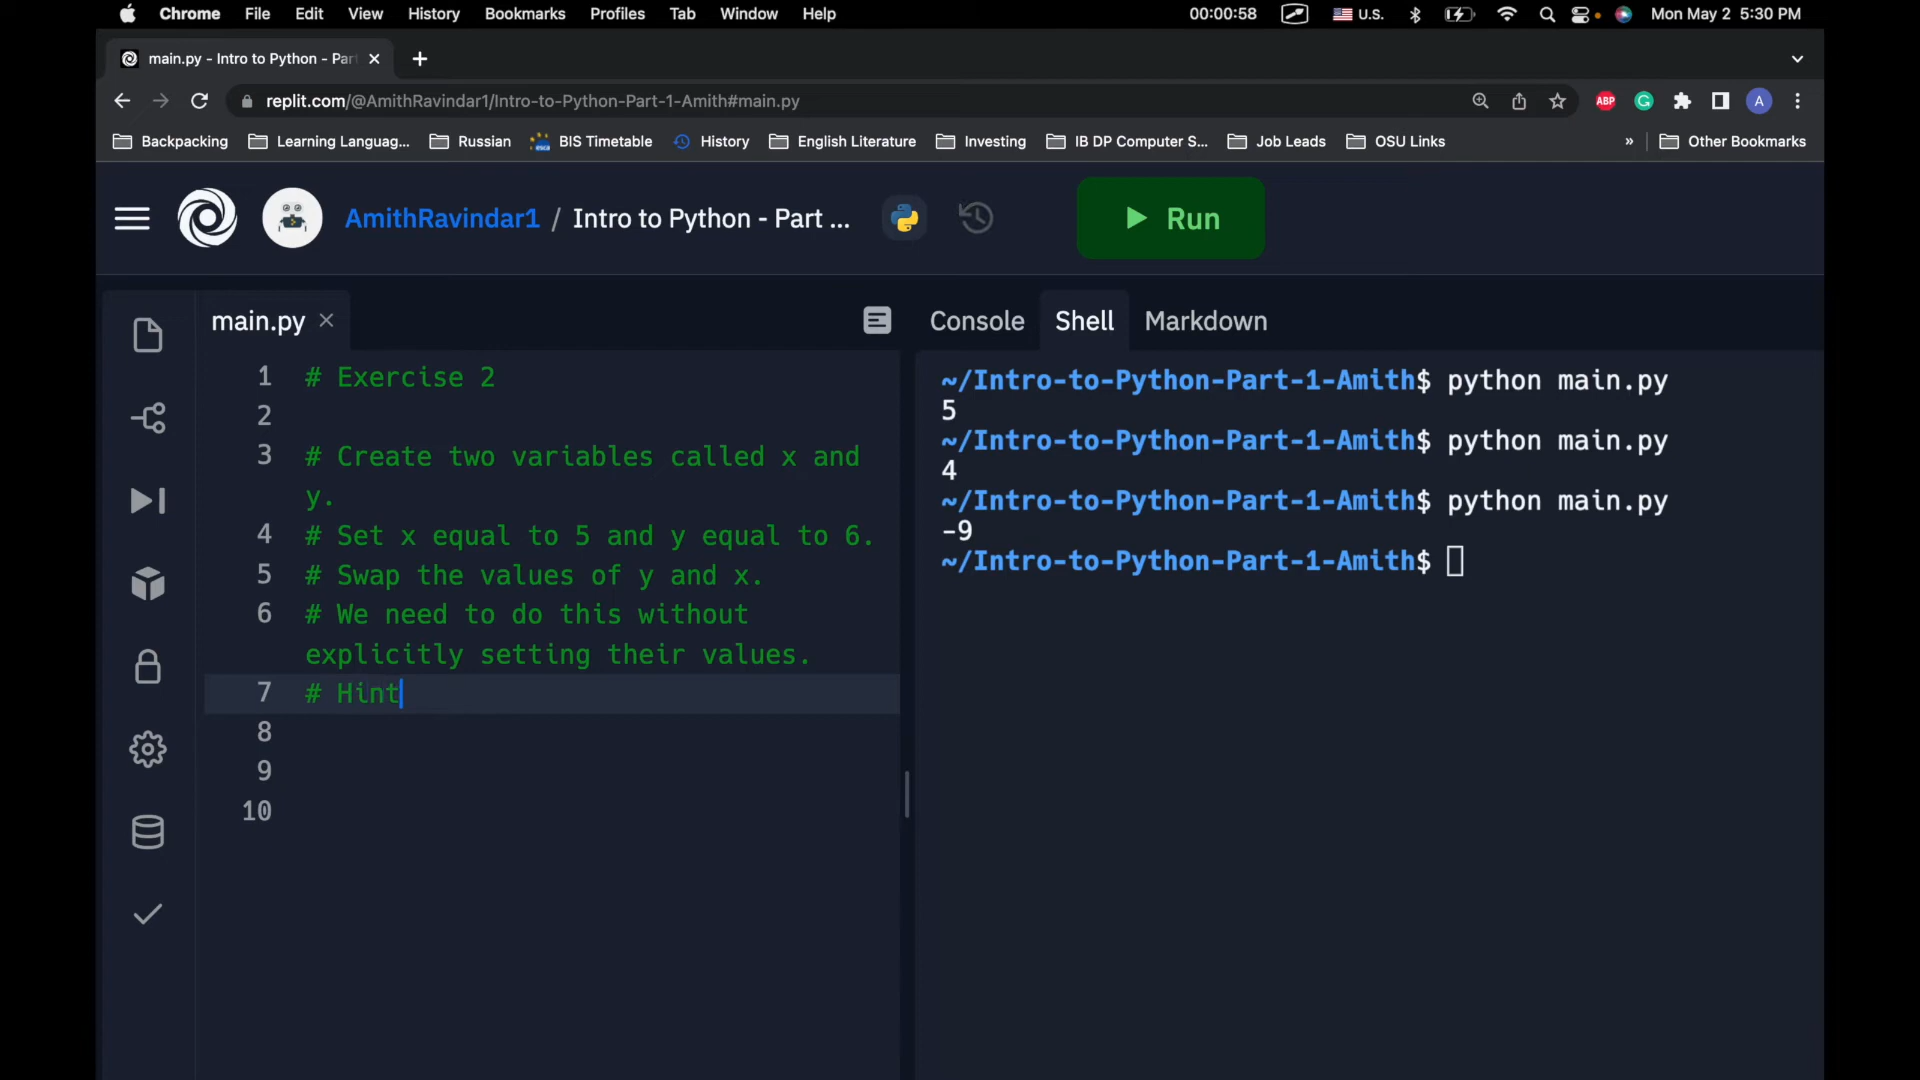 Chrome File Edit View History Bookmarks Profiles Tab Window Help 00:00:58 U.S. Mon May 2 5:30 PM
main.py - Intro to Python - Par
replit.com/@AmithRavindar1/Intro-to-Python-Part-1-Amith#main.py ABP A
Backpacking Learning Languag... Russian BIS Timetable History English Literature Investing IB DP Computer S... Job Leads OSU Links » Other Bookmarks
AmithRavindar1 / Intro to Python - Part ... Run
main.py
1 # Exercise 2
2
3 # Create two variables called x and
y.
4 # Set x equal to 5 and y equal to 6.
5 # Swap the values of y and x.
6 # We need to do this without
explicitly setting their values.
7 # Hint
8
9
10
Console Shell Markdown
~/Intro-to-Python-Part-1-Amith$ python main.py
5
~/Intro-to-Python-Part-1-Amith$ python main.py
4
~/Intro-to-Python-Part-1-Amith$ python main.py
-9
~/Intro-to-Python-Part-1-Amith$